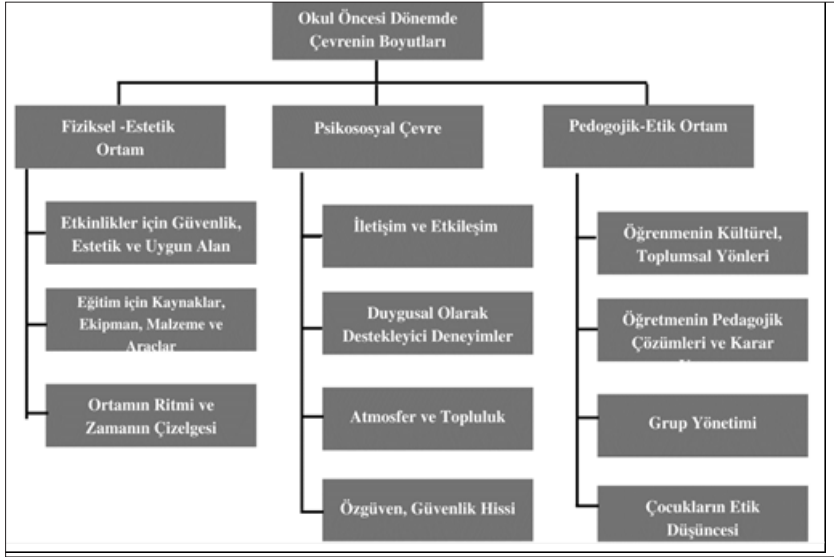 Okul Öncesi Dönemde
Çevrenin Boyutları
Fiziksel -Estetik
Ortam
Etkinlikler için Güvenlik,
Estetik ve Uygun Alan
Eğitim için Kaynaklar,
Ekipman, Malzeme ve
Araçlar
Ortamın Ritmi ve
Zamanın Çizelgesi
Psikososyal Çevre
İletişim ve Etkileşim
Duygusal Olarak
Destekleyici Deneyimler
Atmosfer ve Topluluk
Özgüven, Güvenlik Hissi
Pedogojik-Etik Ortam
Öğrenmenin Kültürel,
Toplumsal Yönleri
Öğretmenin Pedagojik
Çözümleri ve Karar
Grup Yönetimi
Çocukların Etik
Düşüncesi